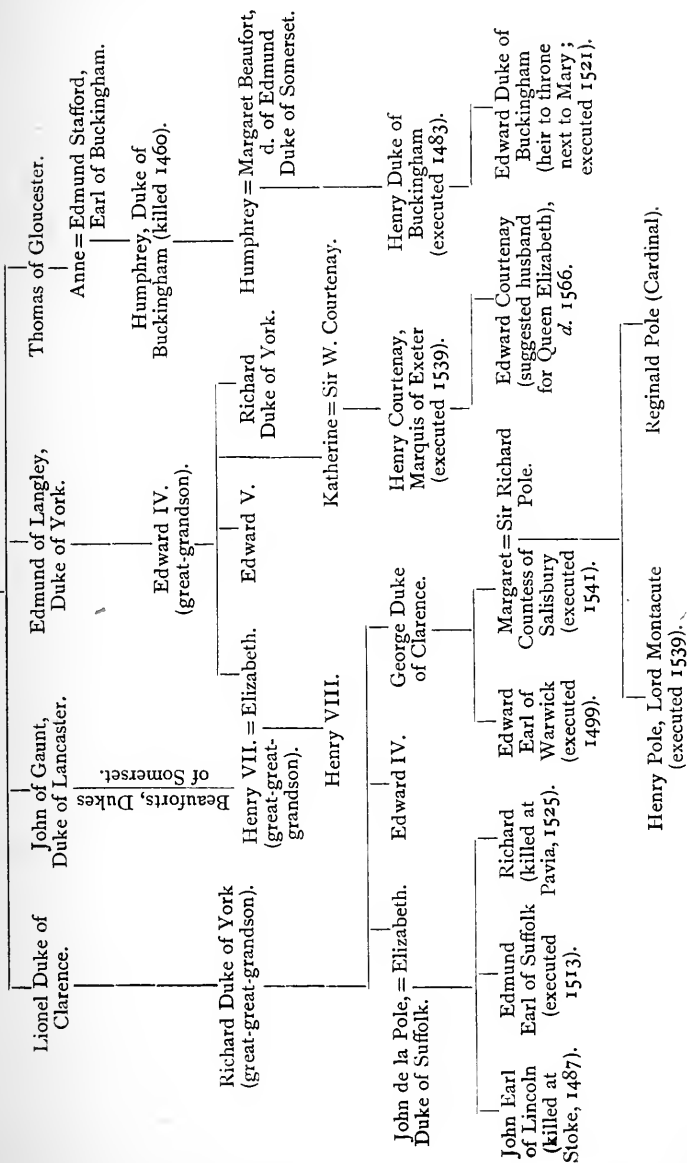 Lionel Duke of
Clarence.
John of Gaunt,
Duke of Lancaster.
Edmund of Langley,
Duke of York.
Thomas of Gloucester.
Anne = Edmund Stafford,
Earl of Buckingham.
Humphrey, Duke of
Buckingham (killed 1460).
Beauforts, Dukes
of Somerset.
Edward IV.
(great-grandson).
Humphrey = Margaret Beaufort,
d. of Edmund
Duke of Somerset.
Richard Duke of York
(great-great-grandson).
Henry VII. = Elizabeth.
(great-great-
grandson).
Edward V.
Richard
Duke of York.
Henry VIII.
Katherine = Sir W. Courtenay.
Henry Duke of
Buckingham
(executed 1483).
John de la Pole, = Elizabeth.
Duke of Suffolk.
Edward IV.
George Duke
of Clarence.
Henry Courtenay,
Marquis of Exeter
(executed 1539).
Edward Duke of
Buckingham
(heir to throne
next to Mary;
executed 1521).
John Earl
of Lincoln
(killed at
Stoke, 1487).
Edmund
Earl of Suffolk
(executed
1513).
Richard
(killed at
Pavia, 1525).
Edward
Earl of
Warwick
(executed
1499).
Margaret = Sir Richard
Countess of Pole.
Salisbury
(executed
1541).
Edward Courtenay
(suggested husband
for Queen Elizabeth),
d. 1566.
Henry Pole, Lord Montacute
(executed 1539).
Reginald Pole (Cardinal).